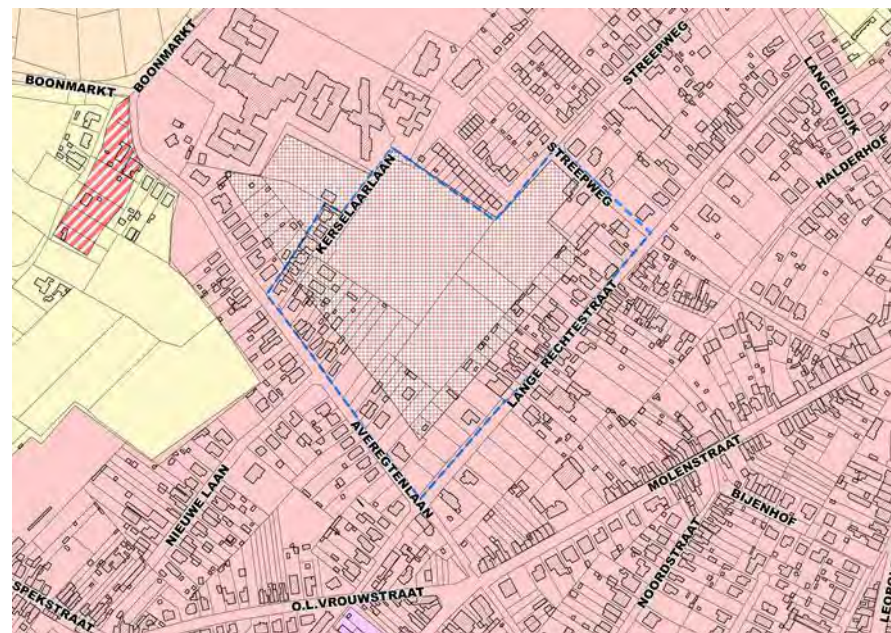 BOONMARKT
BOONMARKT
STREEPWEG
LANGENDIJK
HALDERHOF
STREEPWEG
KERSELAARLAAN
LANGE RECHTESTRAAT
AVEREGTENLAAN
MOLENSTRAAT
NIEUWE LAAN
BIJENHOF
NOORDSTRAAT
O.L.VROUWSTRAAT
SPEKSTRAAT